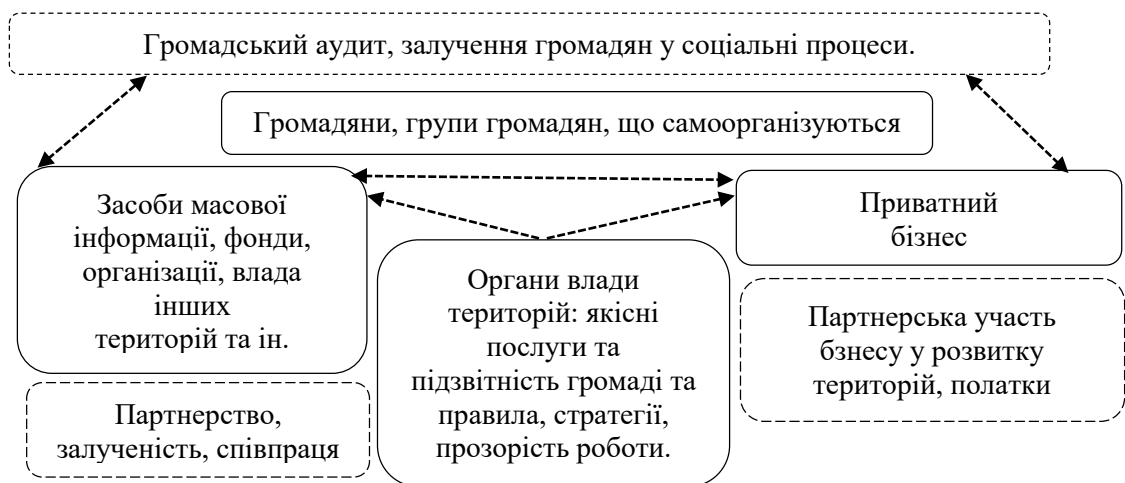 Громадський аудит, залучення громадян у соціальні процеси.
Громадяни, групи громадян, що самоорганізуються
Засоби масової
інформації, фонди,
організації, влада
інших
територій та ін.
Партнерство,
залученість, співпраця
Органи влади
територій: якісні
послуги та
підзвітність громаді та
правила, стратегії,
прозорість роботи.
Приватний
бізнес
Партнерська участь
бзнесу у розвитку
територій, полатки